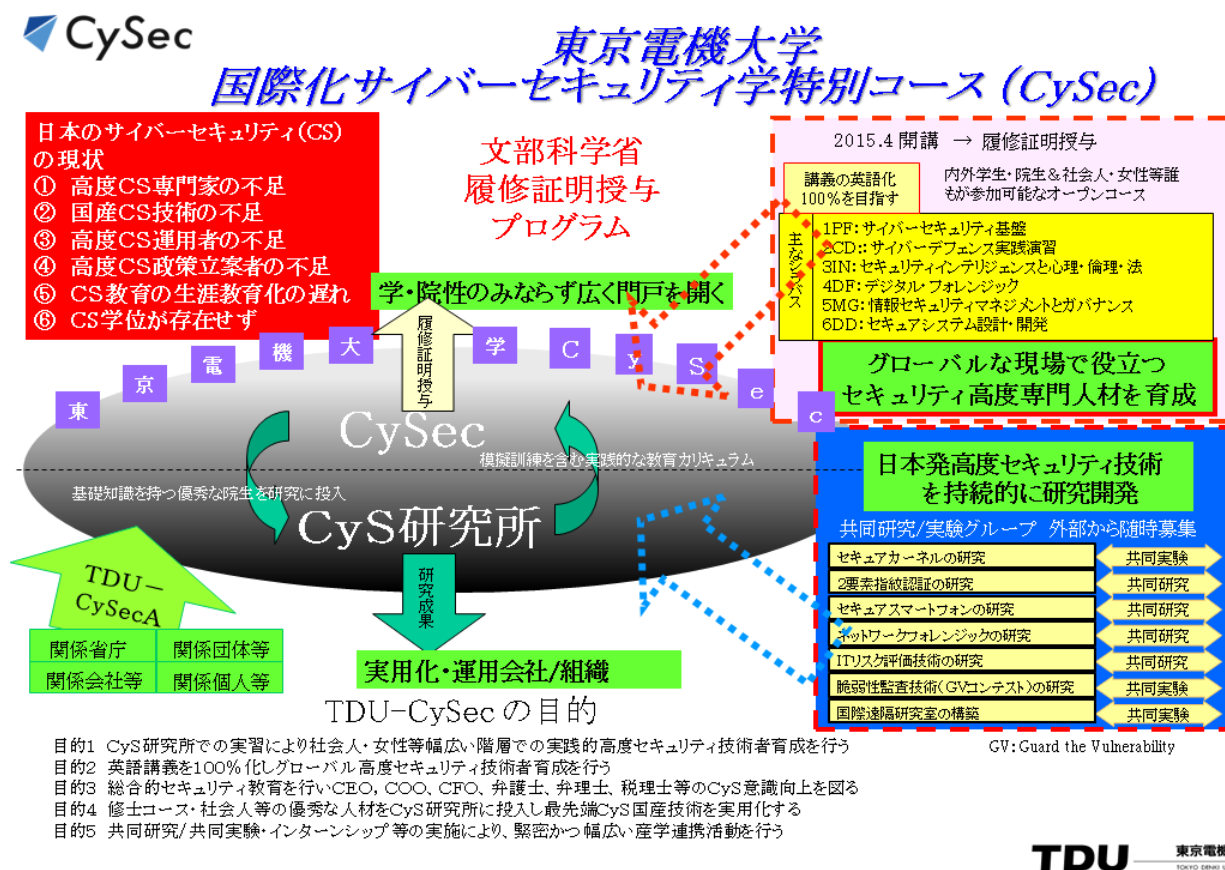 CySec
東京電機大学
国際化サイバーセキュリティ学特別コース (CySec)
日本のサイバーセキュリティ(CS)
の現状
① 高度CS専門家の不足
② 国産CS技術の不足
③ 高度CS運用者の不足
④ 高度CS政策立案者の不足
⑤ CS教育の生涯教育化の遅れ
⑥ CS学位が存在せず
文部科学省
履修証明授与
プログラム
学・院性のみならず広く門戸を開く
2015.4 開講 → 履修証明授与
講義の英語化
100%を目指す
内外学生・院生&社会人・女性等誰
もが参加可能なオープンコース
主なシラバス
1PF:サイバーセキュリティ基盤
2CD::サイバーデフェンス実践演習
3IN:セキュリティインテリジェンスと心理・倫理・法
4DF:デジタル・フォレンジック
5MG:情報セキュリティマネジメントとガバナンス
6DD:セキュアシステム設計・開発
グローバルな現場で役立つ
セキュリティ高度専門人材を育成
東京電機大学CySec
履修証明授与
CySec
模擬訓練を含む実践的な教育カリキュラム
基礎知識を持つ優秀な院生を研究に投入
CyS研究所
研究成果
TDU-
CySecA
関係省庁
関係団体等
関係会社等
関係個人等
実用化・運用会社/組織
日本発高度セキュリティ技術
を持続的に研究開発
共同研究/実験グループ 外部から随時募集
セキュアカーネルの研究 共同実験
2要素指紋認証の研究 共同研究
セキュアスマートフォンの研究 共同研究
ネットワークフォレンジックの研究 共同研究
ITリスク評価技術の研究 共同研究
脆弱性監査技術(GVコンテスト)の研究 共同実験
国際遠隔研究室の構築 共同実験
GV:Guard the Vulnerability
TDU-CySec の目的
目的1 CyS研究所での実習により社会人・女性等幅広い階層での実践的高度セキュリティ技術者育成を行う
目的2 英語講義を100%化しグローバル高度セキュリティ技術者育成を行う
目的3 総合的セキュリティ教育を行いCEO, COO、CFO、弁護士、弁理士、税理士等のCyS意識向上を図る
目的4 修士コース・社会人等の優秀な人材をCyS研究所に投入し最先端CyS国産技術を実用化する
目的5 共同研究/共同実験・インターンシップ等の実施により、緊密かつ幅広い産学連携活動を行う
TDU
東京電機
TOKYO DENKI